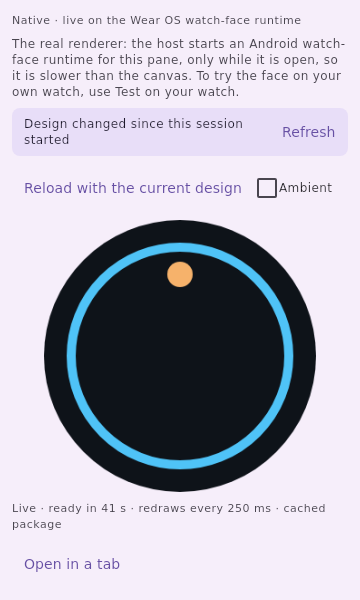 Native · live on the Wear OS watch-face runtime
The real renderer: the host starts an Android watch-
face runtime for this pane, only while it is open, so
it is slower than the canvas. To try the face on your
own watch, use Test on your watch.
Design changed since this session
started
Refresh
Reload with the current design
Ambient
Live · ready in 41 s · redraws every 250 ms · cached
package
Open in a tab